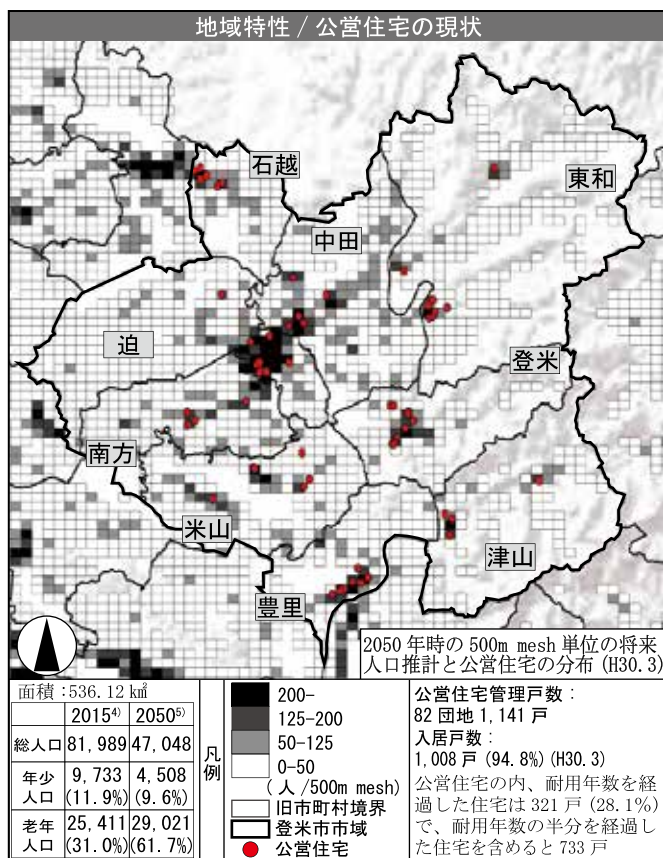 地域特性 / 公営住宅の現状
石越
東和
中田
迫
登米
南方
米山
津山
豊里
2050 年時の 500m mesh 単位の将来
人口推計と公営住宅の分布 (H30.3)
面積：536.12 ㎢
2015⁴⁾ 2050⁵⁾
総人口 81,989 47,048
年少 9,733 4,508
人口 (11.9%) (9.6%)
老年 25,411 29,021
人口 (31.0%) (61.7%)
凡例
200-
125-200
50-125
0-50
(人 /500m mesh)
旧市町村境界
登米市市域
公営住宅
公営住宅管理戸数：
82 団地 1,141 戸
入居戸数：
1,008 戸 (94.8%) (H30.3)
公営住宅の内、耐用年数を経
過した住宅は 321 戸 (28.1%)
で、耐用年数の半分を経過し
た住宅を含めると 733 戸